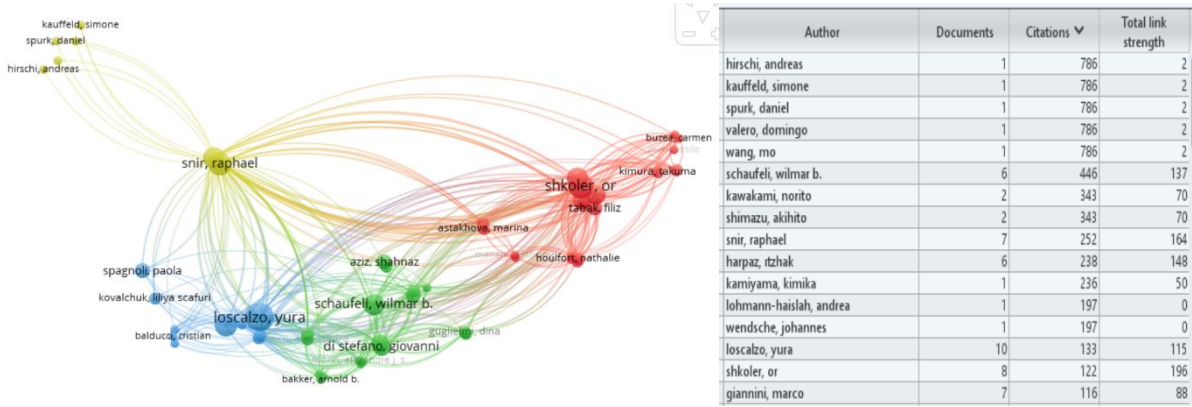 kauffeld, simone
spurk, daniel
hirschi, andreas
snir, raphael
buzea, carmen
kimura, takuma
shkoler, or
tabak, filiz
astakhova, marina
houlfort, nathalie
aziz, shahnaz
spagnoli, paola
kovalchuk, liliya scafuri
schaufeli, wilmar b.
loscalzo, yura
balducci, cristian
guglielmi, dina
di stefano, giovanni
bakker, arnold b.
Author Documents Citations Total link strength
hirschi, andreas 1 786 2
kauffeld, simone 1 786 2
spurk, daniel 1 786 2
valero, domingo 1 786 2
wang, mo 1 786 2
schaufeli, wilmar b. 6 446 137
kawakami, norito 2 343 70
shimazu, akihito 2 343 70
snir, raphael 7 252 164
harpaz, itzhak 6 238 148
kamiyama, kimika 1 236 50
lohmann-haislah, andrea 1 197 0
wendsche, johannes 1 197 0
loscalzo, yura 10 133 115
shkoler, or 8 122 196
giannini, marco 7 116 88